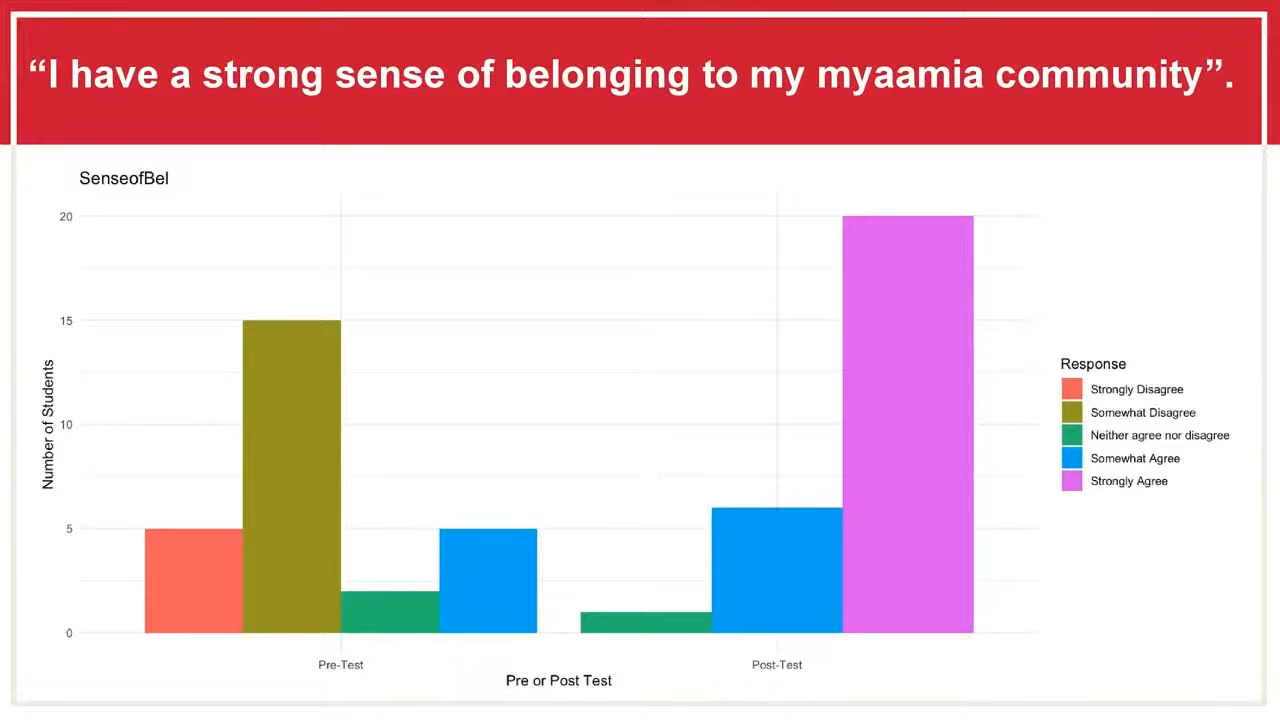 “I have a strong sense of belonging to my myaamia community”.
SenseofBel
20
15
10
5
0
Number of Students
Pre-Test
Post-Test
Pre or Post Test
Response
Strongly Disagree
Somewhat Disagree
Neither agree nor disagree
Somewhat Agree
Strongly Agree